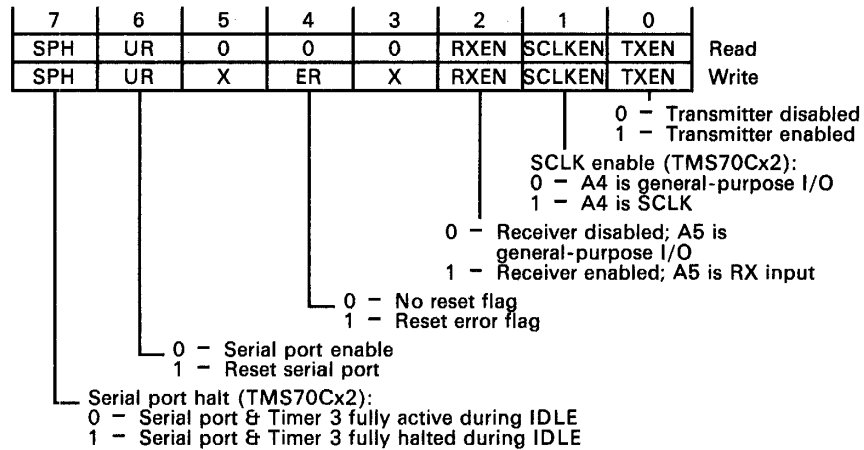 7 6 5 4 3 2 1 0
SPH UR 0 0 0 RXEN SCLKEN TXEN Read
SPH UR X ER X RXEN SCLKEN TXEN Write
0 – Transmitter disabled
1 – Transmitter enabled
SCLK enable (TMS70Cx2):
0 – A4 is general-purpose I/O
1 – A4 is SCLK
0 – Receiver disabled; A5 is
general-purpose I/O
1 – Receiver enabled; A5 is RX input
0 – No reset flag
1 – Reset error flag
0 – Serial port enable
1 – Reset serial port
Serial port halt (TMS70Cx2):
0 – Serial port & Timer 3 fully active during IDLE
1 – Serial port & Timer 3 fully halted during IDLE